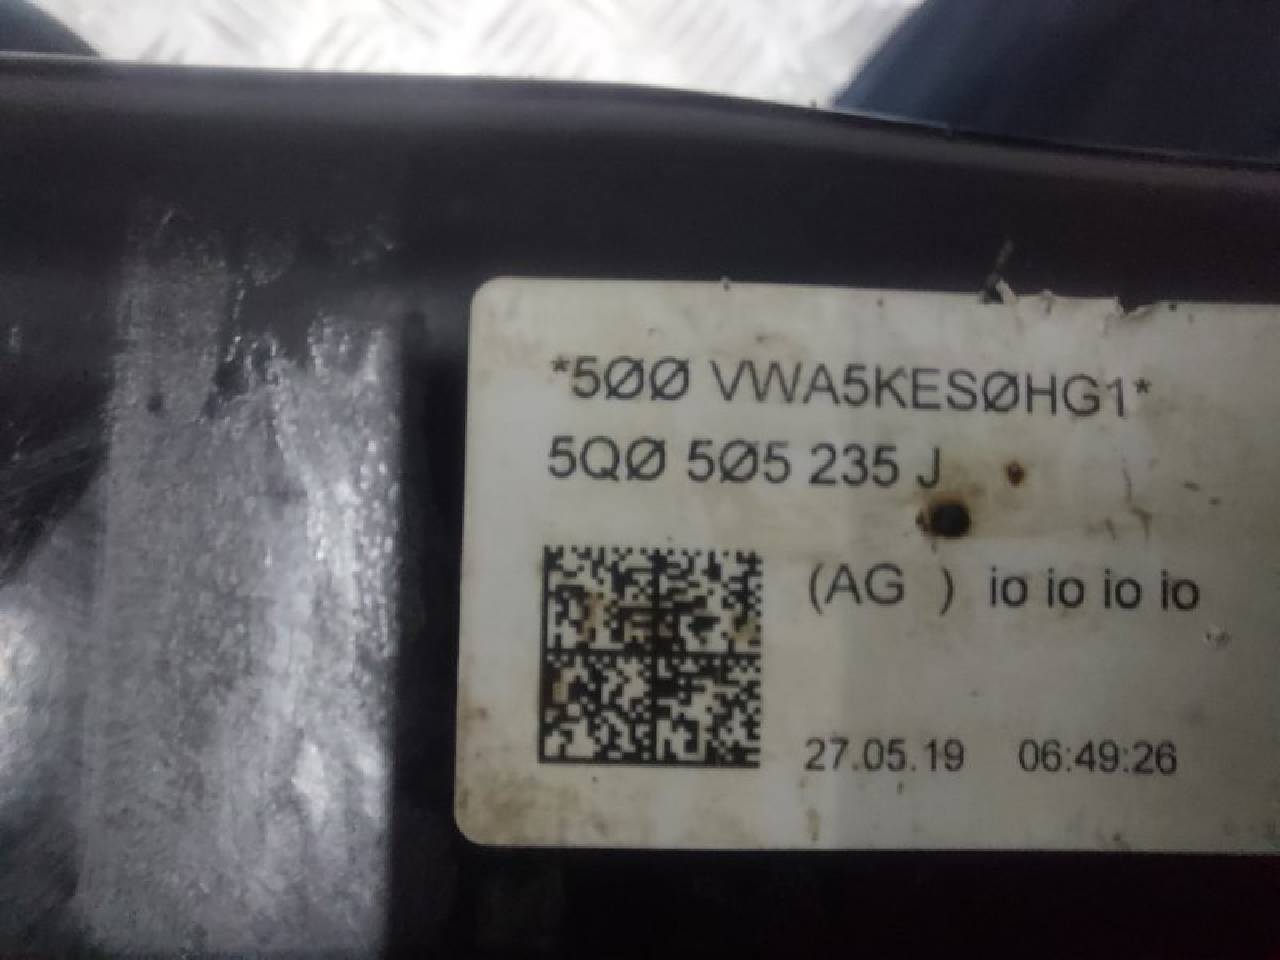 *5ØØ VWA5KESØHG1*
5QØ 5Ø5 235 J
(AG ) io io io io
27.05.19 06:49:26